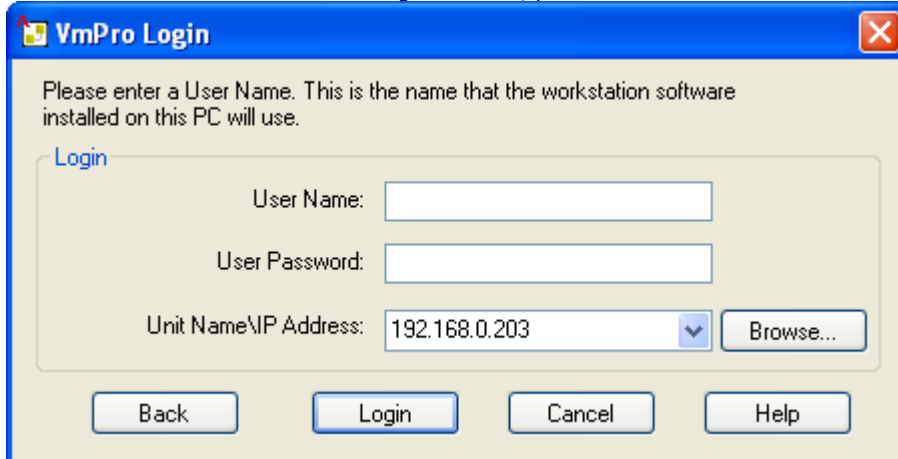 VmPro Login
Please enter a User Name. This is the name that the workstation software
installed on this PC will use.
Login
User Name:
User Password:
Unit Name\IP Address: 192.168.0.203 Browse...
Back Login Cancel Help